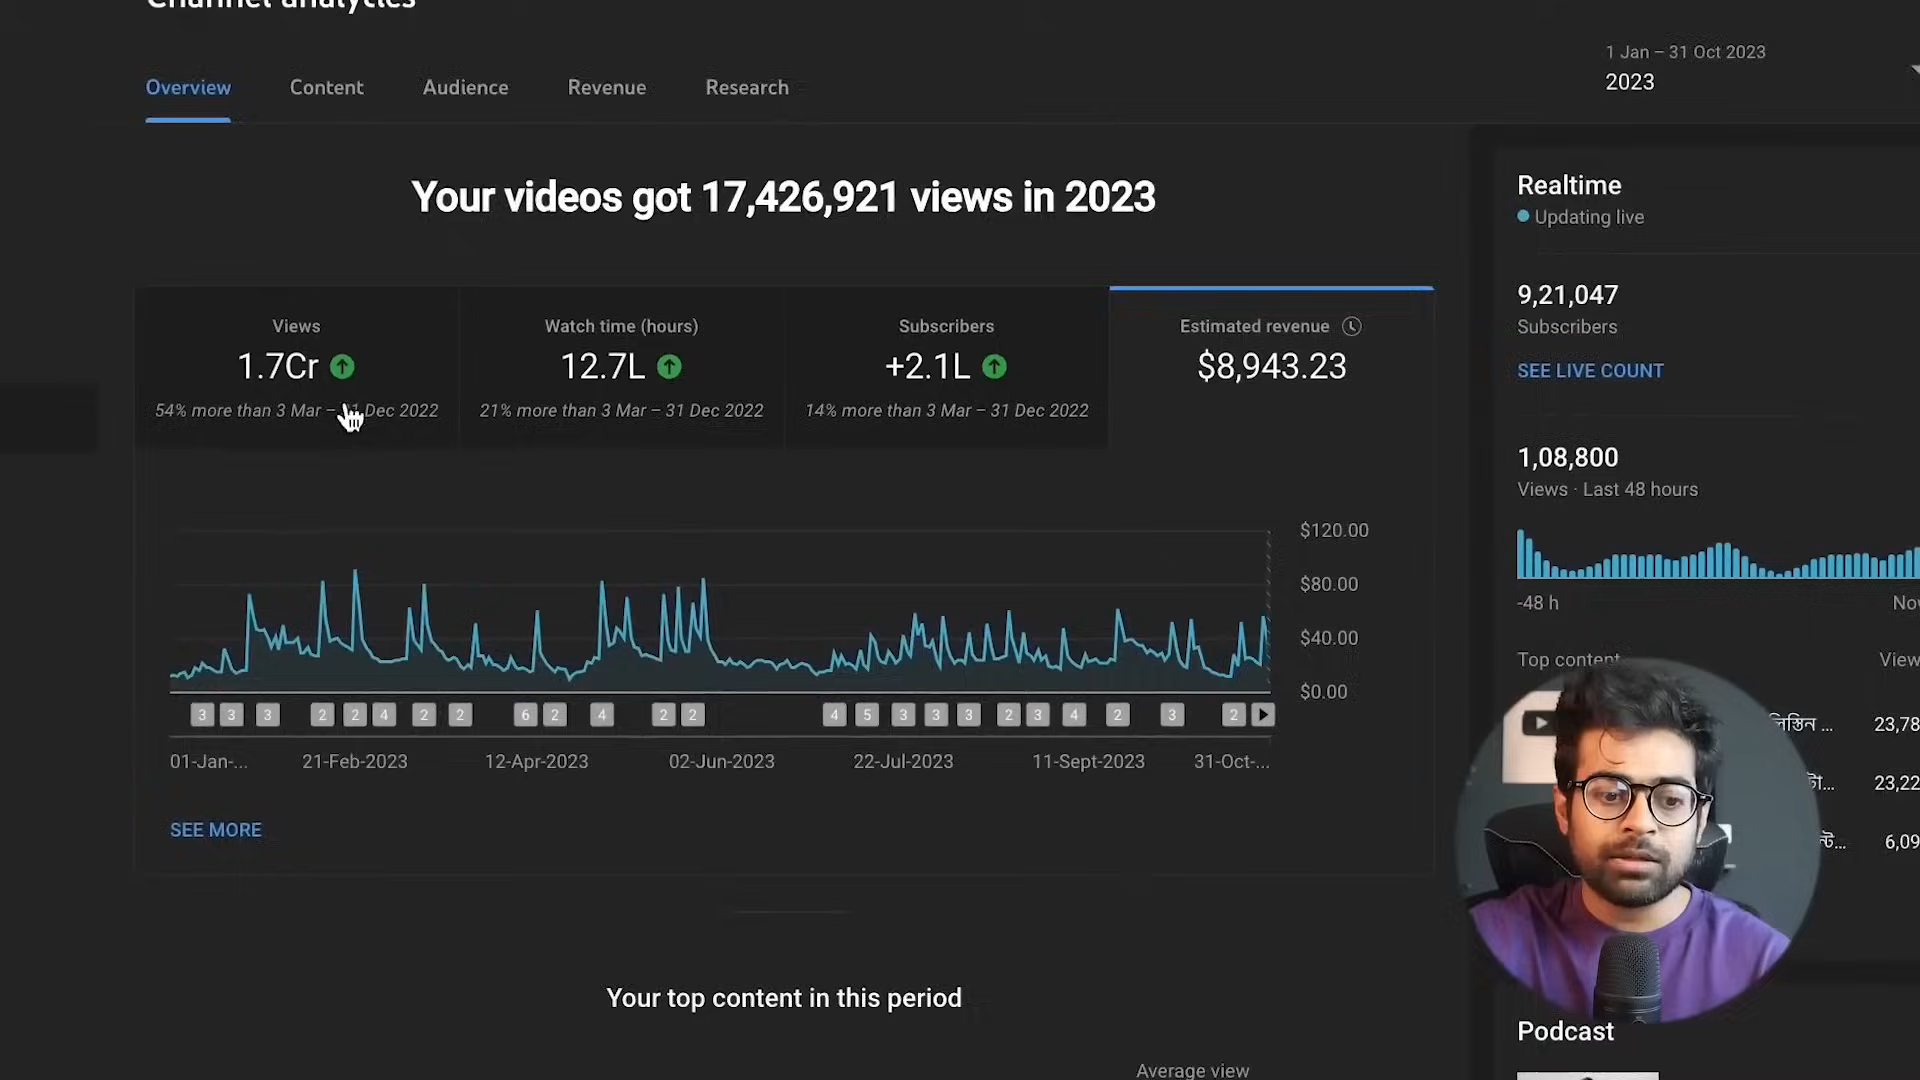 Channel analytics
Overview
Content
Audience
Revenue
Research
1 Jan – 31 Oct 2023
2023
Your videos got 17,426,921 views in 2023
Views
1.7Cr
54% more than 3 Mar – 31 Dec 2022
Watch time (hours)
12.7L
21% more than 3 Mar – 31 Dec 2022
Subscribers
+2.1L
14% more than 3 Mar – 31 Dec 2022
Estimated revenue
$8,943.23
$120.00
$80.00
$40.00
$0.00
3 3 3 2 2 4 2 2 6 2 4 2 2 4 5 3 3 3 2 3 4 2 3 2
01-Jan-...
21-Feb-2023
12-Apr-2023
02-Jun-2023
22-Jul-2023
11-Sept-2023
31-Oct-...
SEE MORE
Your top content in this period
Average view
Realtime
Updating live
9,21,047
Subscribers
SEE LIVE COUNT
1,08,800
Views · Last 48 hours
-48 h
Top content
23,78
23,22
6,09
Podcast